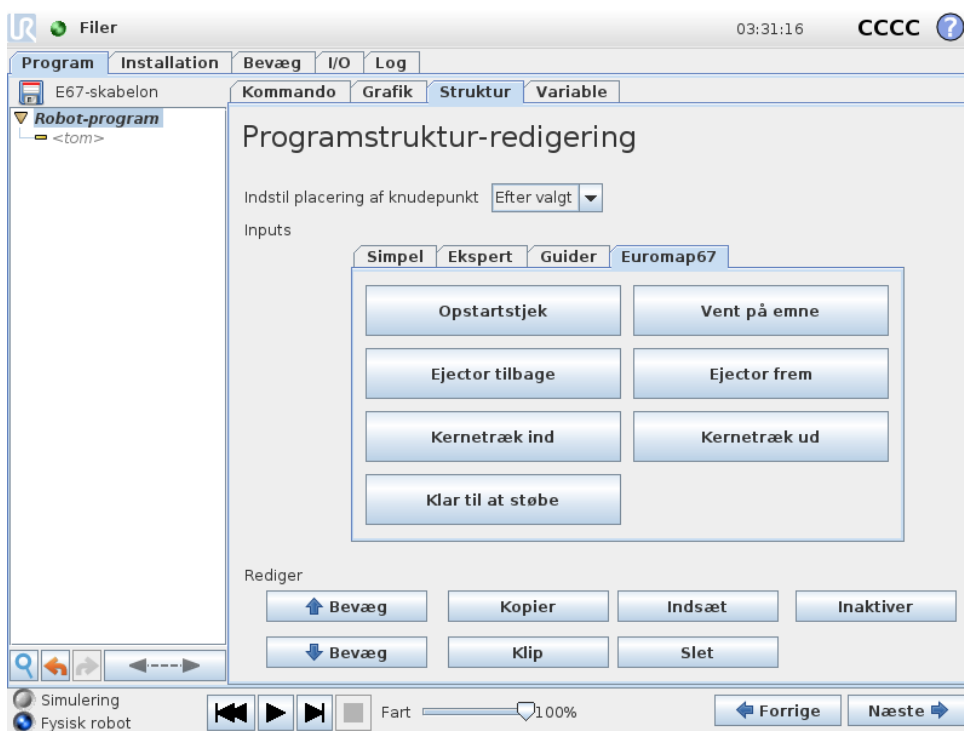 UR Filer 03:31:16 CCCC ?
Program Installation Bevæg I/O Log
E67-skabelon Kommando Grafik Struktur Variable
Robot-program
<tom>
Programstruktur-redigering
Indstil placering af knudepunkt Efter valgt
Inputs
Simpel Ekspert Guider Euromap67
Opstartstjek Vent på emne
Ejector tilbage Ejector frem
Kernetræk ind Kernetræk ud
Klar til at støbe
Rediger
Bevæg Kopier Indsæt Inaktiver
Bevæg Klip Slet
Simulering
Fysisk robot
Fart 100% Forrige Næste